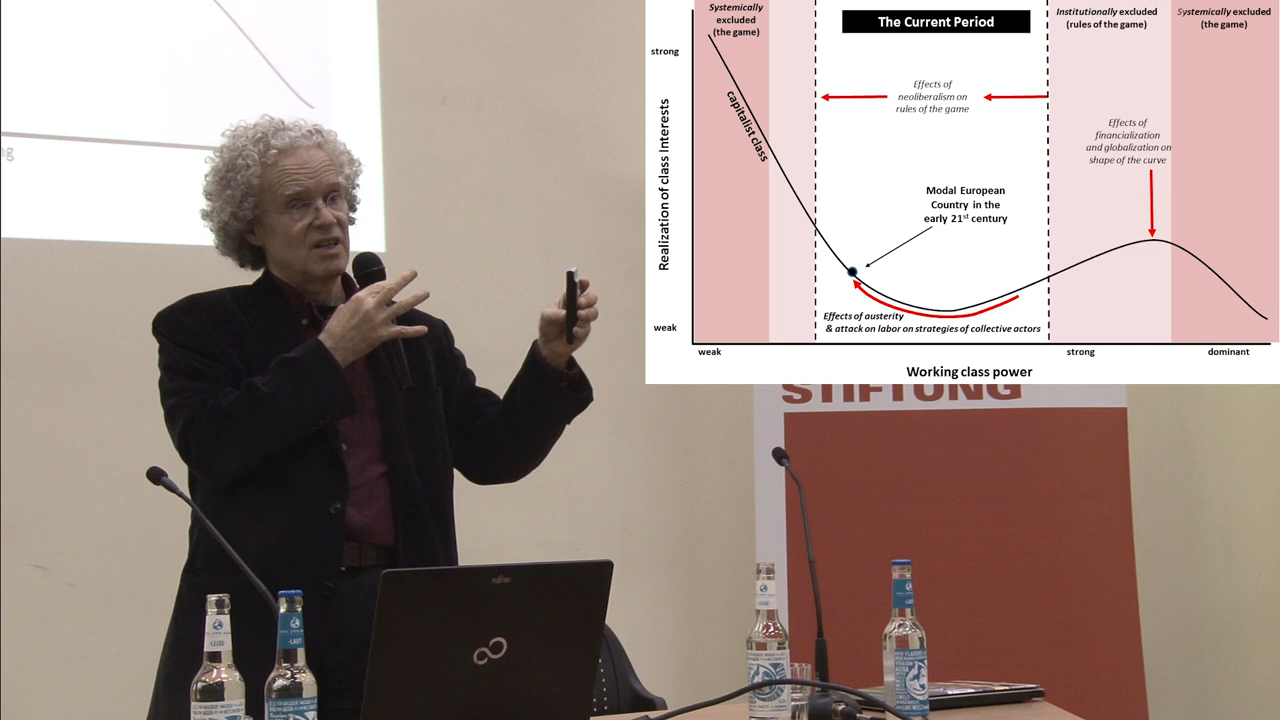 Systemically
excluded
(the game)
The Current Period
Institutionally excluded
(rules of the game)
Systemically excluded
(the game)
strong
Effects of
neoliberalism on
rules of the game
Effects of
financialization
and globalization on
shape of the curve
capitalist class
Realization of class Interests
Modal European
Country in the
early 21st century
Effects of austerity
& attack on labor on strategies of collective actors
weak
weak
strong
dominant
Working class power
STIFTUNG
FUJITSU